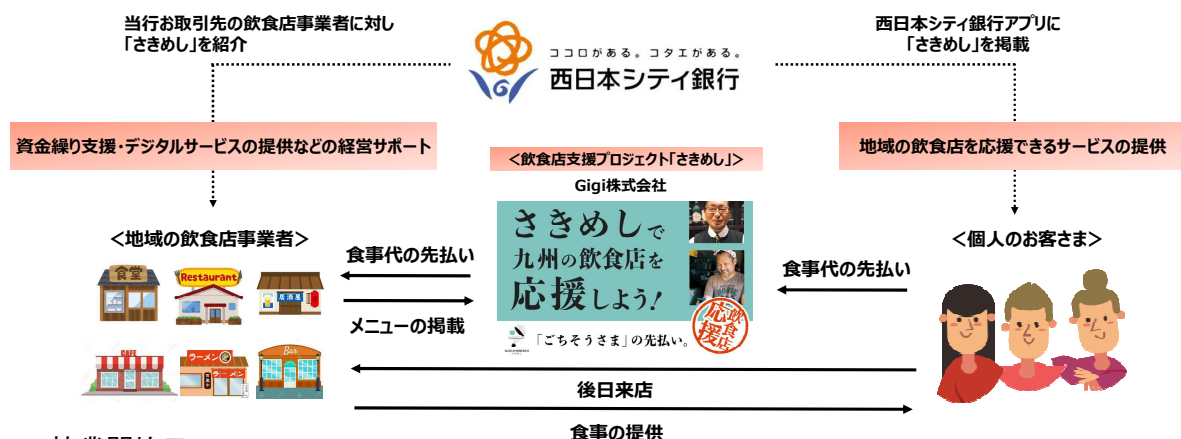 当行お取引先の飲食店事業者に対し
「さきめし」を紹介
ココロがある。コタエがある。
西日本シティ銀行
西日本シティ銀行アプリに
「さきめし」を掲載
資金繰り支援・デジタルサービスの提供などの経営サポート
地域の飲食店を応援できるサービスの提供
<飲食店支援プロジェクト「さきめし」>
Gigi株式会社
さきめしで
九州の飲食店を
応援しよう!
飲食店
応援
「ごちそうさま」の先払い。
<地域の飲食店事業者>
食堂
Restaurant
居酒屋
CAFE
ラーメン
ラーメン
Bar
食事代の先払い
メニューの掲載
<個人のお客さま>
食事代の先払い
後日来店
食事の提供